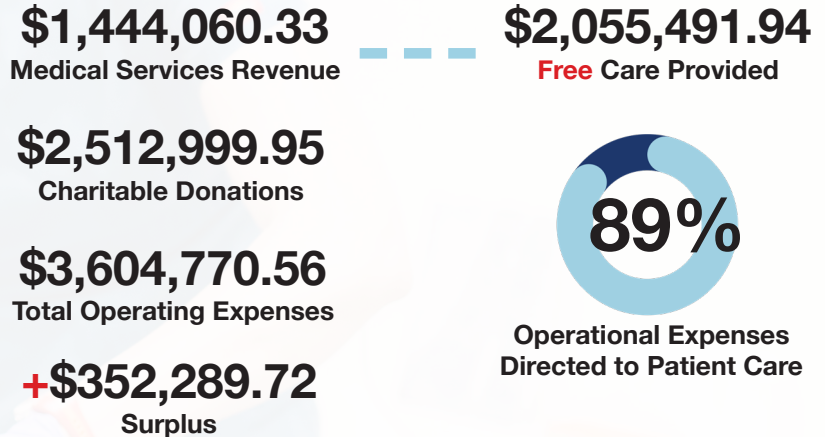 $1,444,060.33
Medical Services Revenue
$2,055,491.94
Free Care Provided
$2,512,999.95
Charitable Donations
$3,604,770.56
Total Operating Expenses
+$352,289.72
Surplus
89%
Operational Expenses
Directed to Patient Care